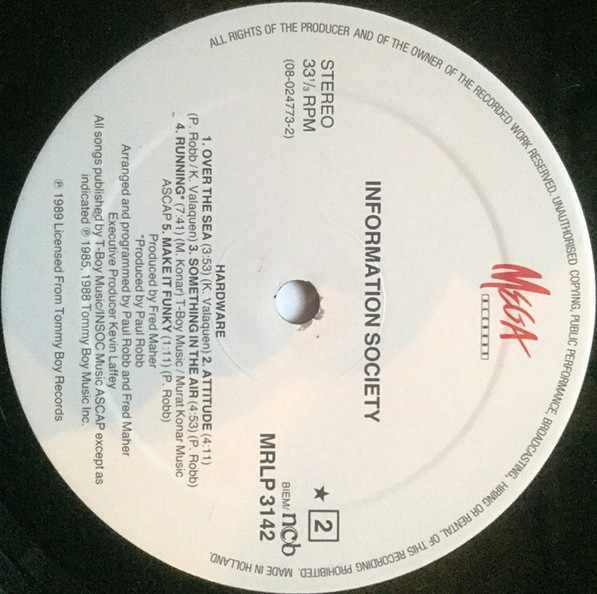 ALL RIGHTS OF THE PRODUCER AND OF THE OWNER OF THE RECORDED WORK RESERVED. UNAUTHORISED COPYING, PUBLIC PERFORMANCE, BROADCASTING, HIRING OR RENTAL OF THIS RECORDING PROHIBITED. MADE IN HOLLAND.
MEGA
RECORDS
INFORMATION SOCIETY
STEREO
33 1/3 RPM
(08-024773-2)
★ 2
BIEM/ncb
MRLP 3142
HARDWARE
1. OVER THE SEA (3:53) (K. Valaquen) 2. ATTITUDE (4:11)
(P. Robb/K. Valaquen) 3. SOMETHING IN THE AIR (4:53) (P. Robb)
4. RUNNING* (7:41) (M. Konar) T-Boy Music / Murat Konar Music
ASCAP 5. MAKE IT FUNKY (1:11) (P. Robb)
Produced by Fred Maher
*Produced by Paul Robb
Arranged and programmed by Paul Robb and Fred Maher
Executive Producer Kevin Laffey
All songs published by T-Boy Music/INSOC Music ASCAP except as
indicated ℗ 1985, 1988 Tommy Boy Music Inc.
℗ 1989 Licensed From Tommy Boy Records